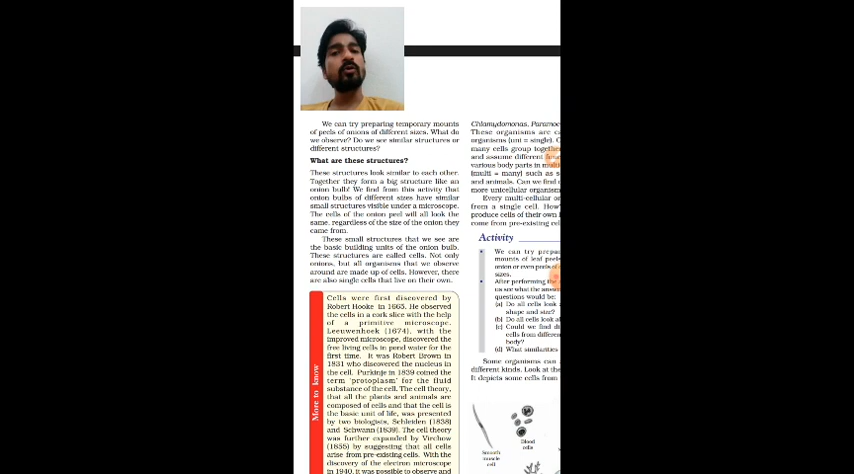 We can try preparing temporary mounts
of peels of onions of different sizes. What do
we observe? Do we see similar structures or
different structures?
What are these structures?
These structures look similar to each other.
Together they form a big structure like an
onion bulb! We find from this activity that
onion bulbs of different sizes have similar
small structures visible under a microscope.
The cells of the onion peel will all look the
same, regardless of the size of the onion they
came from.
These small structures that we see are
the basic building units of the onion bulb.
These structures are called cells. Not only
onions, but all organisms that we observe
around are made up of cells. However, there
are also single cells that live on their own.
More to know
Cells were first discovered by
Robert Hooke in 1665. He observed
the cells in a cork slice with the help
of a primitive microscope.
Leeuwenhoek (1674), with the
improved microscope, discovered the
free living cells in pond water for the
first time. It was Robert Brown in
1831 who discovered the nucleus in
the cell. Purkinje in 1839 coined the
term 'protoplasm' for the fluid
substance of the cell. The cell theory,
that all the plants and animals are
composed of cells and that the cell is
the basic unit of life, was presented
by two biologists, Schleiden (1838)
and Schwann (1839). The cell theory
was further expanded by Virchow
(1855) by suggesting that all cells
arise from pre-existing cells. With the
discovery of the electron microscope
in 1940, it was possible to observe and
Chlamydomonas, Paramoe
These organisms are ca
organisms (uni = single). O
many cells group together
and assume different
various body parts in mult
(multi = many) such as
and animals. Can we find
more unicellular organism
Every multi-cellular or
from a single cell. How?
produce cells of their own
come from pre-existing cel
Activity
• We can try prepa
mounts of leaf peels
onion or even peels of
sizes.
• After performing the
us see what the answ
questions would be:
(a) Do all cells look
shape and size?
(b) Do all cells look al
(c) Could we find di
cells from different
body?
(d) What similarities
Some organisms can
different kinds. Look at the
It depicts some cells from
Smooth
muscle
cell
Blood
cells